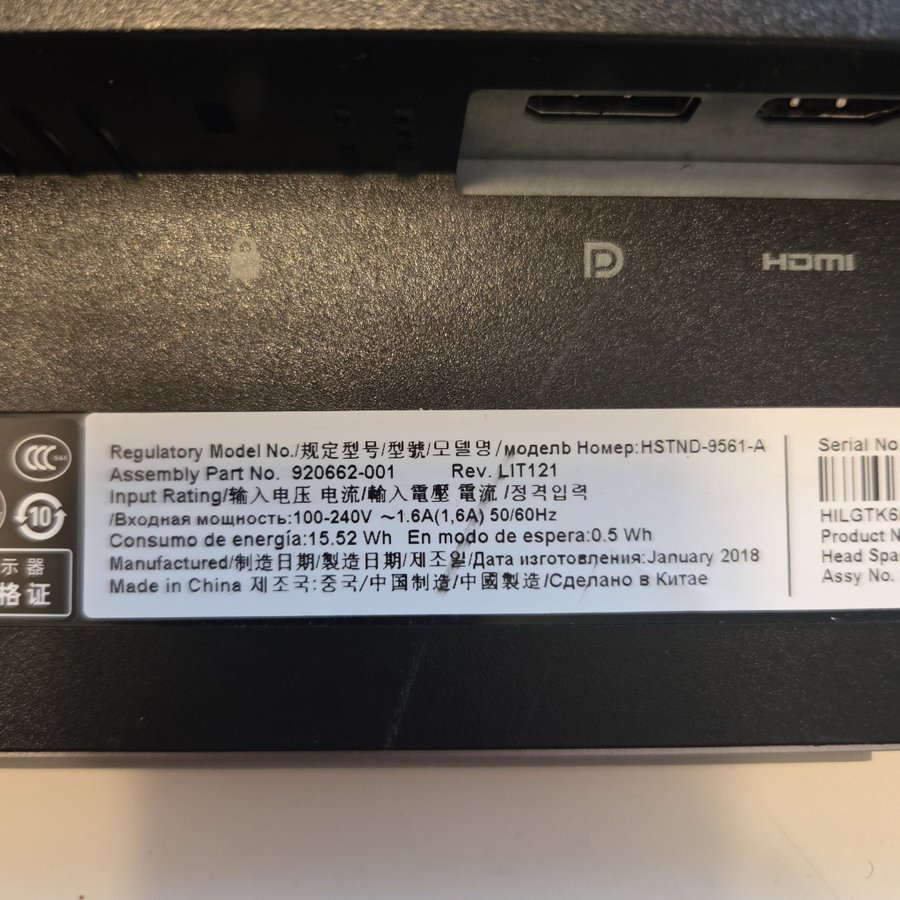 HDMI
Regulatory Model No./规定型号/型號/모델명/модель Номер:HSTND-9561-A
Assembly Part No. 920662-001 Rev. LIT121
Input Rating/输入电压 电流/輸入電壓 電流 /정격입력
/Входная мощность:100-240V ～1.6A(1,6A) 50/60Hz
Consumo de energía:15.52 Wh En modo de espera:0.5 Wh
Manufactured/制造日期/製造日期/제조일/Дата изготовления:January 2018
Made in China 제조국:중국/中国制造/中國製造/Сделано в Китае
Serial No.
HILGTK6
Product N
Head Spa
Assy No.
CCC
S&E
10
示 器
格 证